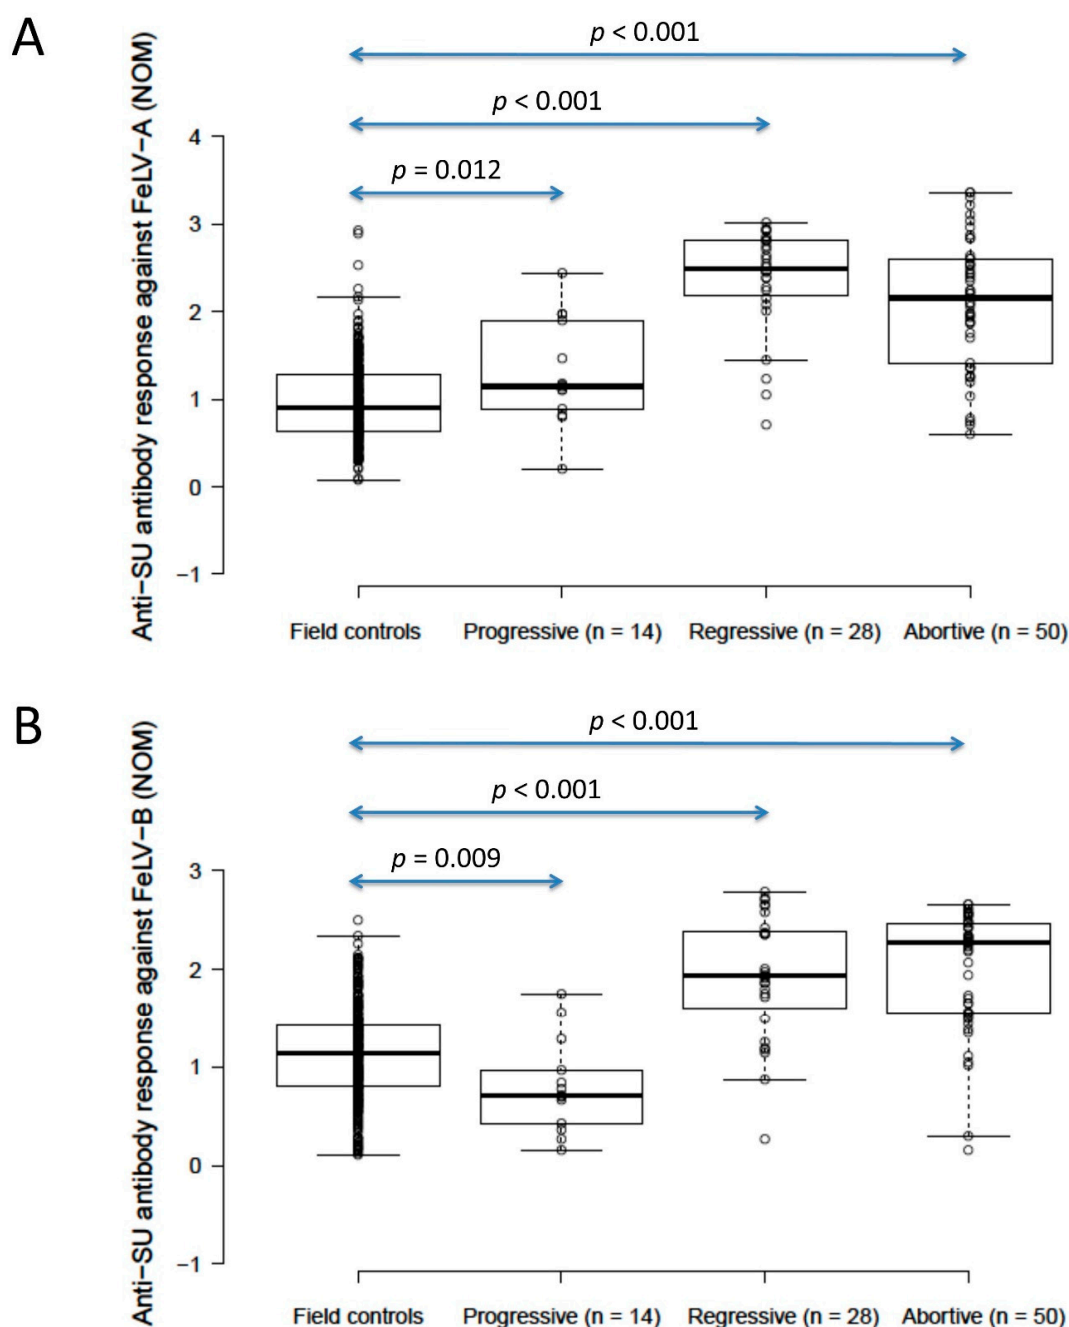 A
p < 0.001
p < 0.001
p = 0.012
Anti−SU antibody response against FeLV−A (NOM)
4
3
2
1
0
−1
Field controls Progressive (n = 14) Regressive (n = 28) Abortive (n = 50)
B
p < 0.001
p < 0.001
p = 0.009
Anti−SU antibody response against FeLV−B (NOM)
3
2
1
0
−1
Field controls Progressive (n = 14) Regressive (n = 28) Abortive (n = 50)